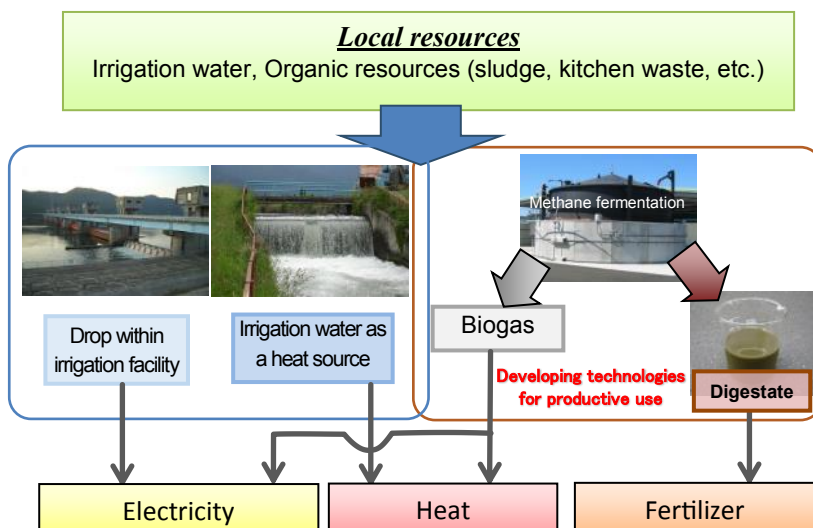 Local resources
Irrigation water, Organic resources (sludge, kitchen waste, etc.)
Methane fermentation
Drop within
irrigation facility
Irrigation water as
a heat source
Biogas
Developing technologies
for productive use
Digestate
Electricity
Heat
Fertilizer